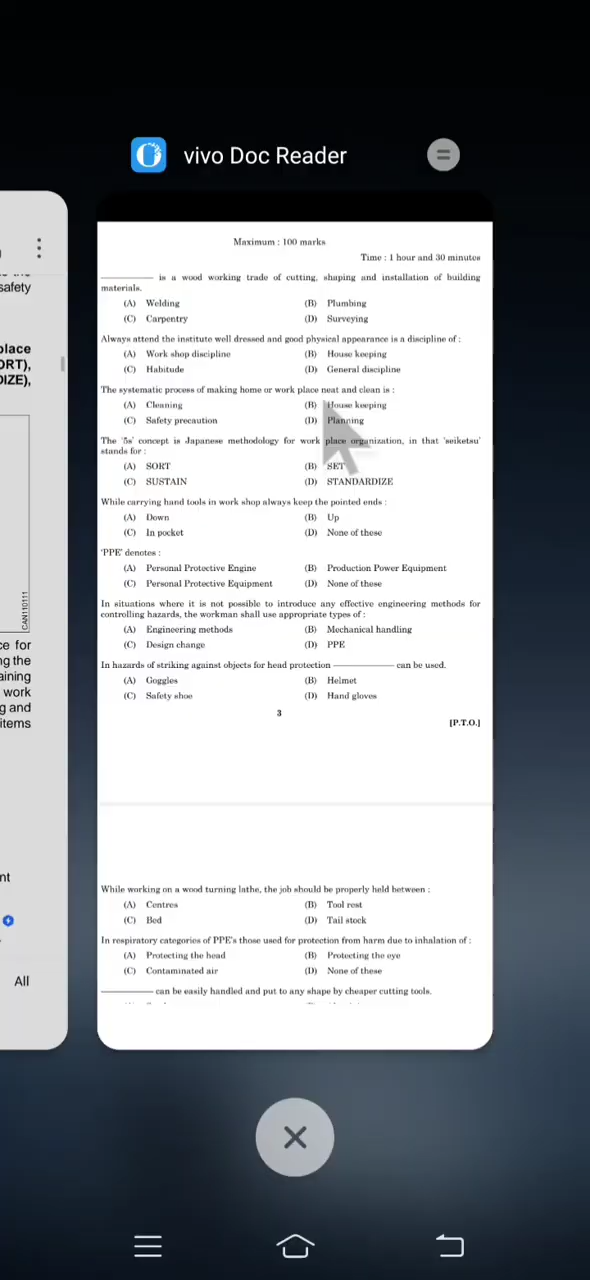 vivo Doc Reader
safety
place
ORT),
DIZE),
CAN110111
ce for
ng the
aining
work
g and
items
nt
All
Maximum : 100 marks
Time : 1 hour and 30 minutes
is a wood working trade of cutting, shaping and installation of building
materials.
(A) Welding (B) Plumbing
(C) Carpentry (D) Surveying
Always attend the institute well dressed and good physical appearance is a discipline of :
(A) Work shop discipline (B) House keeping
(C) Habitude (D) General discipline
The systematic process of making home or work place neat and clean is :
(A) Cleaning (B) House keeping
(C) Safety precaution (D) Planning
The '5s' concept is Japanese methodology for work place organization, in that 'seiketsu'
stands for :
(A) SORT (B) SET
(C) SUSTAIN (D) STANDARDIZE
While carrying hand tools in work shop always keep the pointed ends :
(A) Down (B) Up
(C) In pocket (D) None of these
'PPE' denotes :
(A) Personal Protective Engine (B) Production Power Equipment
(C) Personal Protective Equipment (D) None of these
In situations where it is not possible to introduce any effective engineering methods for
controlling hazards, the workman shall use appropriate types of :
(A) Engineering methods (B) Mechanical handling
(C) Design change (D) PPE
In hazards of striking against objects for head protection ———— can be used.
(A) Goggles (B) Helmet
(C) Safety shoe (D) Hand gloves
3
[P.T.O.]
While working on a wood turning lathe, the job should be properly held between :
(A) Centres (B) Tool rest
(C) Bed (D) Tail stock
In respiratory categories of PPE's those used for protection from harm due to inhalation of :
(A) Protecting the head (B) Protecting the eye
(C) Contaminated air (D) None of these
———— can be easily handled and put to any shape by cheaper cutting tools.